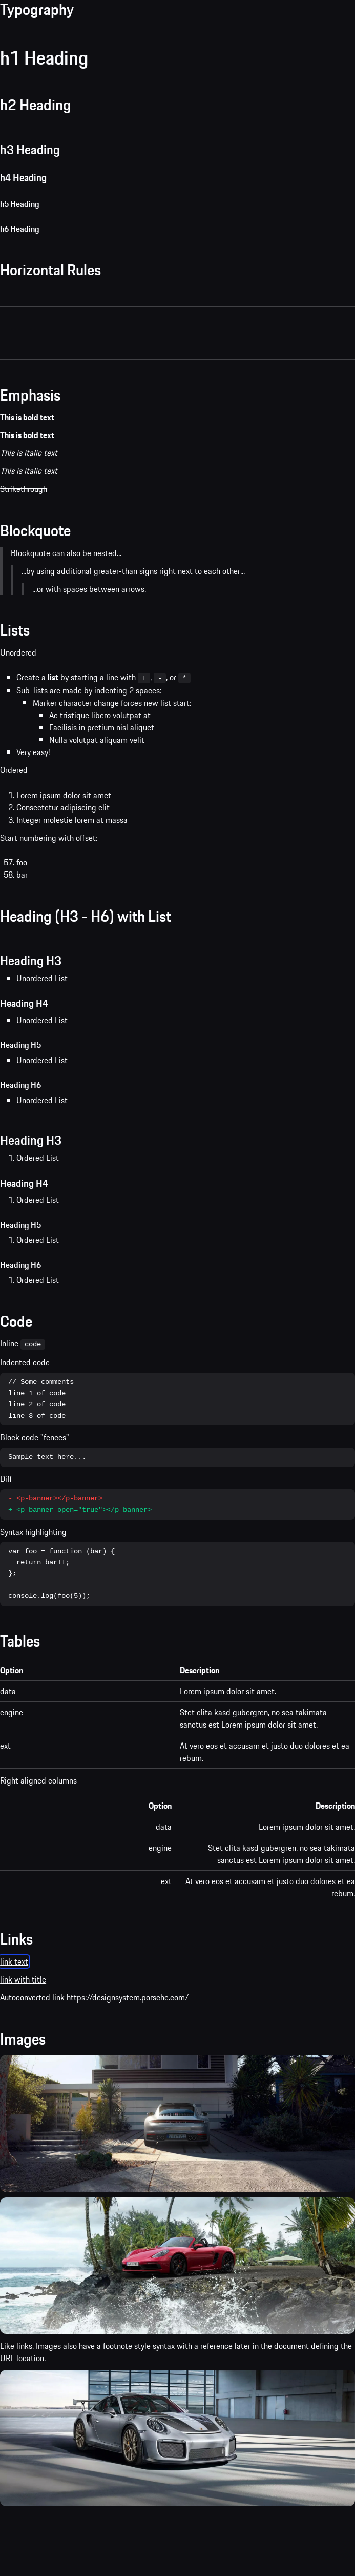 Typography
h1 Heading
h2 Heading
h3 Heading
h4 Heading
h5 Heading
h6 Heading
Horizontal Rules
Emphasis
This is bold text
This is bold text
This is italic text
This is italic text
Strikethrough
Blockquote
Blockquote can also be nested...
...by using additional greater-than signs right next to each other...
...or with spaces between arrows.
Lists
Unordered
Create a list by starting a line with +, -, or *
Sub-lists are made by indenting 2 spaces:
Marker character change forces new list start:
Ac tristique libero volutpat at
Facilisis in pretium nisl aliquet
Nulla volutpat aliquam velit
Very easy!
Ordered
1. Lorem ipsum dolor sit amet
2. Consectetur adipiscing elit
3. Integer molestie lorem at massa
Start numbering with offset:
57. foo
58. bar
Heading (H3 - H6) with List
Heading H3
Unordered List
Heading H4
Unordered List
Heading H5
Unordered List
Heading H6
Unordered List
Heading H3
1. Ordered List
Heading H4
1. Ordered List
Heading H5
1. Ordered List
Heading H6
1. Ordered List
Code
Inline code
Indented code
// Some comments
line 1 of code
line 2 of code
line 3 of code
Block code "fences"
Sample text here...
Diff
- <p-banner></p-banner>
+ <p-banner open="true"></p-banner>
Syntax highlighting
var foo = function (bar) {
  return bar++;
};
console.log(foo(5));
Tables
Option Description
data Lorem ipsum dolor sit amet.
engine Stet clita kasd gubergren, no sea takimata
sanctus est Lorem ipsum dolor sit amet.
ext At vero eos et accusam et justo duo dolores et ea
rebum.
Right aligned columns
Option Description
data Lorem ipsum dolor sit amet.
engine Stet clita kasd gubergren, no sea takimata
sanctus est Lorem ipsum dolor sit amet.
ext At vero eos et accusam et justo duo dolores et ea
rebum.
Links
link text
link with title
Autoconverted link https://designsystem.porsche.com/
Images
Like links, Images also have a footnote style syntax with a reference later in the document defining the
URL location.